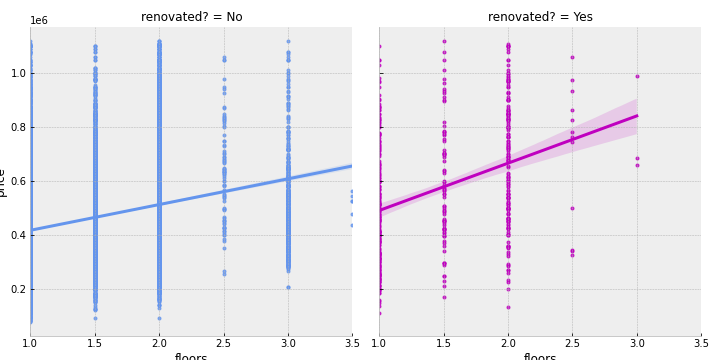 renovated? = No
renovated? = Yes
1e6
1.0
0.8
0.6
0.4
0.2
price
1.0 1.5 2.0 2.5 3.0 3.5
1.0 1.5 2.0 2.5 3.0 3.5
floors
floors